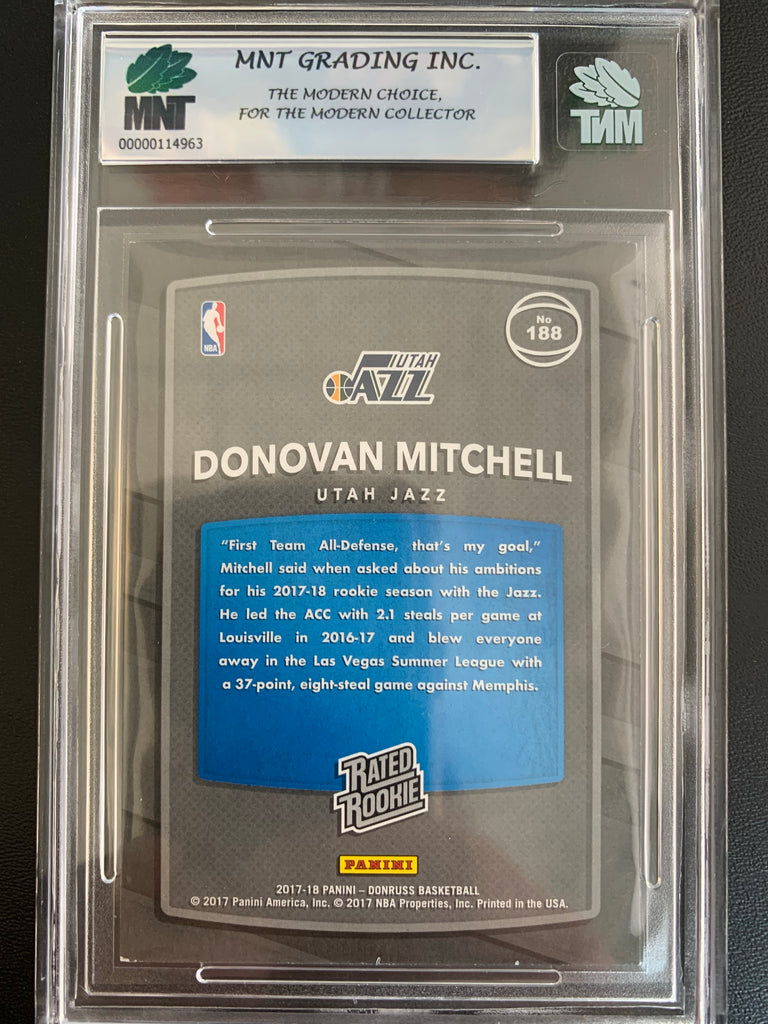 MNT GRADING INC.
THE MODERN CHOICE,
FOR THE MODERN COLLECTOR
MNT
00000114963
MNT
NBA
No
188
UTAH
JAZZ
DONOVAN MITCHELL
UTAH JAZZ
“First Team All-Defense, that’s my goal,”
Mitchell said when asked about his ambitions
for his 2017-18 rookie season with the Jazz.
He led the ACC with 2.1 steals per game at
Louisville in 2016-17 and blew everyone
away in the Las Vegas Summer League with
a 37-point, eight-steal game against Memphis.
RATED
ROOKIE
PANINI
2017-18 PANINI – DONRUSS BASKETBALL
© 2017 Panini America, Inc. © 2017 NBA Properties, Inc. Printed in the USA.